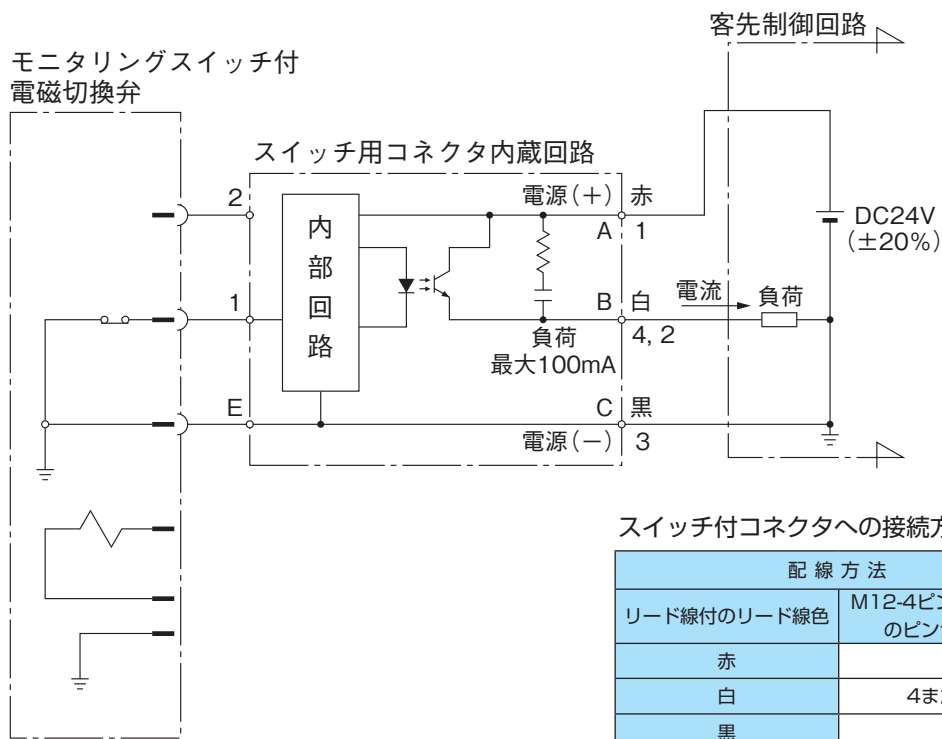 客先制御回路
モニタリングスイッチ付
電磁切換弁
スイッチ用コネクタ内蔵回路
2
電源(+) 赤
A 1
内部回路
DC24V
(±20%)
1
B 白
電流
負荷
4, 2
負荷
最大100mA
E
C 黒
電源(−) 3
スイッチ付コネクタへの接続
配線方法
リード線付のリード線色
M12-4ピン
のピン
赤
白
4ま
黒